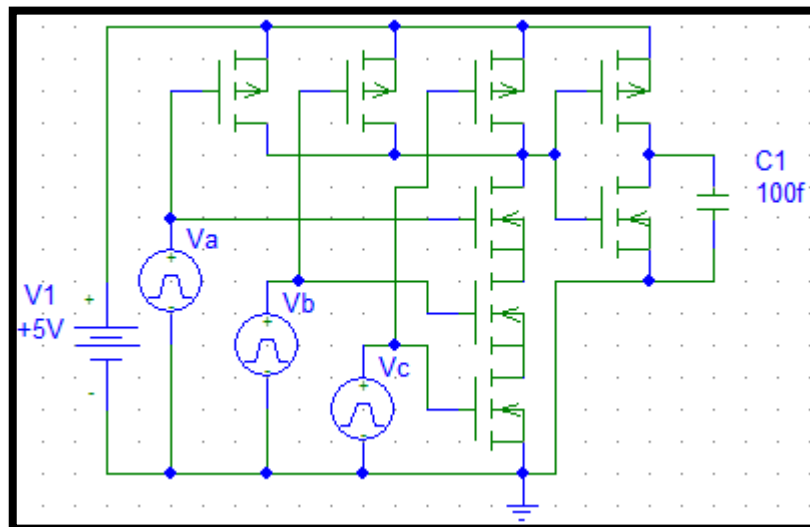 C1
100f
Va
V1
+
+5V
-
+
Vb
+
Vc
+